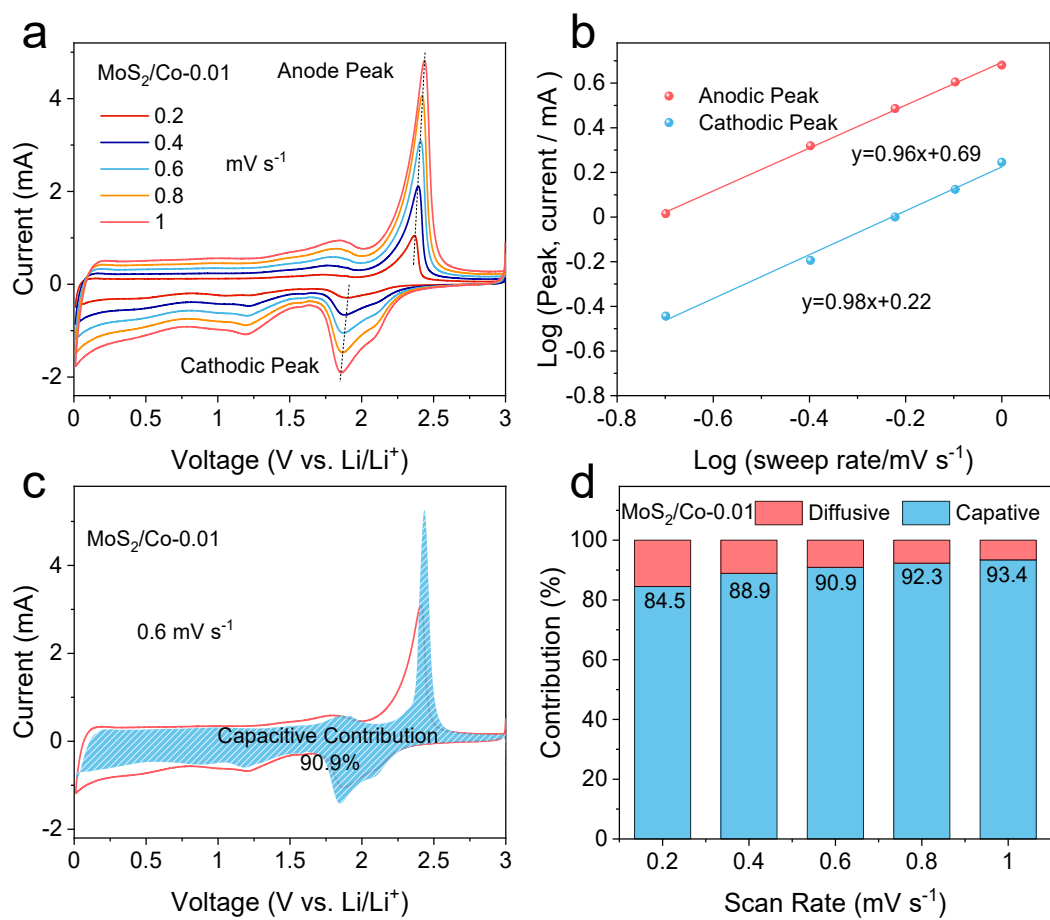 a
MoS₂/Co-0.01
Anode Peak
0.2
0.4
0.6
0.8
1
mV s⁻¹
Cathodic Peak
4
2
0
-2
0
0.5
1
1.5
2
2.5
3
Current (mA)
Voltage (V vs. Li/Li⁺)
b
Anodic Peak
Cathodic Peak
y=0.96x+0.69
y=0.98x+0.22
0.6
0.4
0.2
0
-0.2
-0.4
-0.6
-0.8
-0.8
-0.6
-0.4
-0.2
0
Log (Peak, current / mA)
Log (sweep rate/mV s⁻¹)
c
MoS₂/Co-0.01
0.6 mV s⁻¹
Capacitive Contribution
90.9%
4
2
0
-2
0
0.5
1
1.5
2
2.5
3
Current (mA)
Voltage (V vs. Li/Li⁺)
d
MoS₂/Co-0.01
Diffusive
Capative
100
80
60
40
20
0
84.5
88.9
90.9
92.3
93.4
0.2
0.4
0.6
0.8
1
Contribution (%)
Scan Rate (mV s⁻¹)